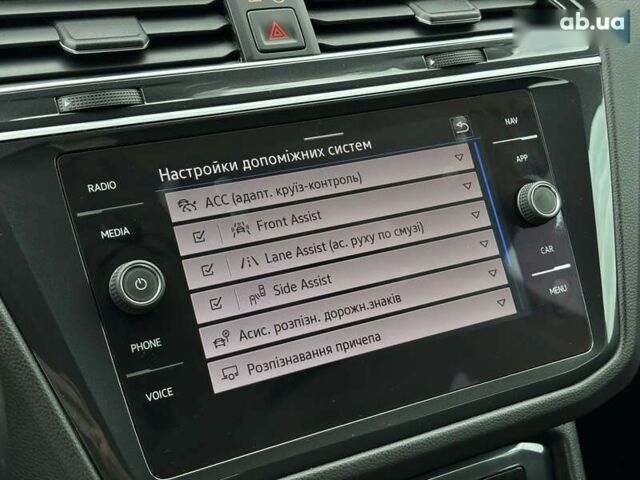 ab.ua
RADIO
MEDIA
PHONE
VOICE
Настройки допоміжних систем
ACC (адапт. круїз-контроль)
Front Assist
Lane Assist (ас. руху по смузі)
Side Assist
Асис. розпізн. дорожн.знаків
Розпізнавання причепа
NAV
APP
CAR
MENU